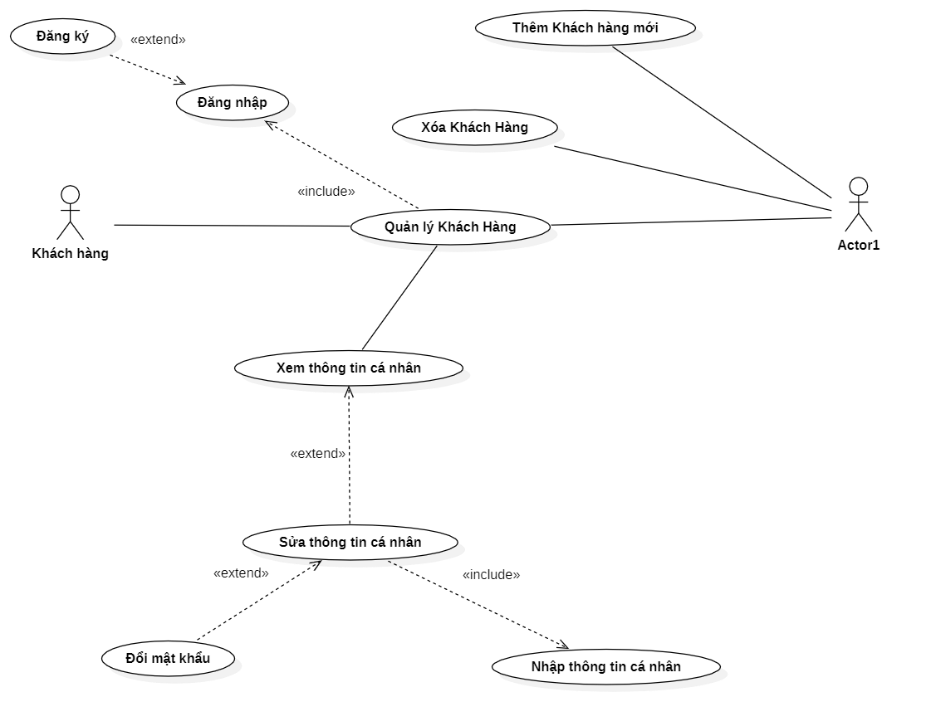 Thêm Khách hàng mới
Đăng ký
«extend»
Đăng nhập
Xóa Khách Hàng
«include»
Quản lý Khách Hàng
Khách hàng
Actor1
Xem thông tin cá nhân
«extend»
Sửa thông tin cá nhân
«extend»
«include»
Đổi mật khẩu
Nhập thông tin cá nhân